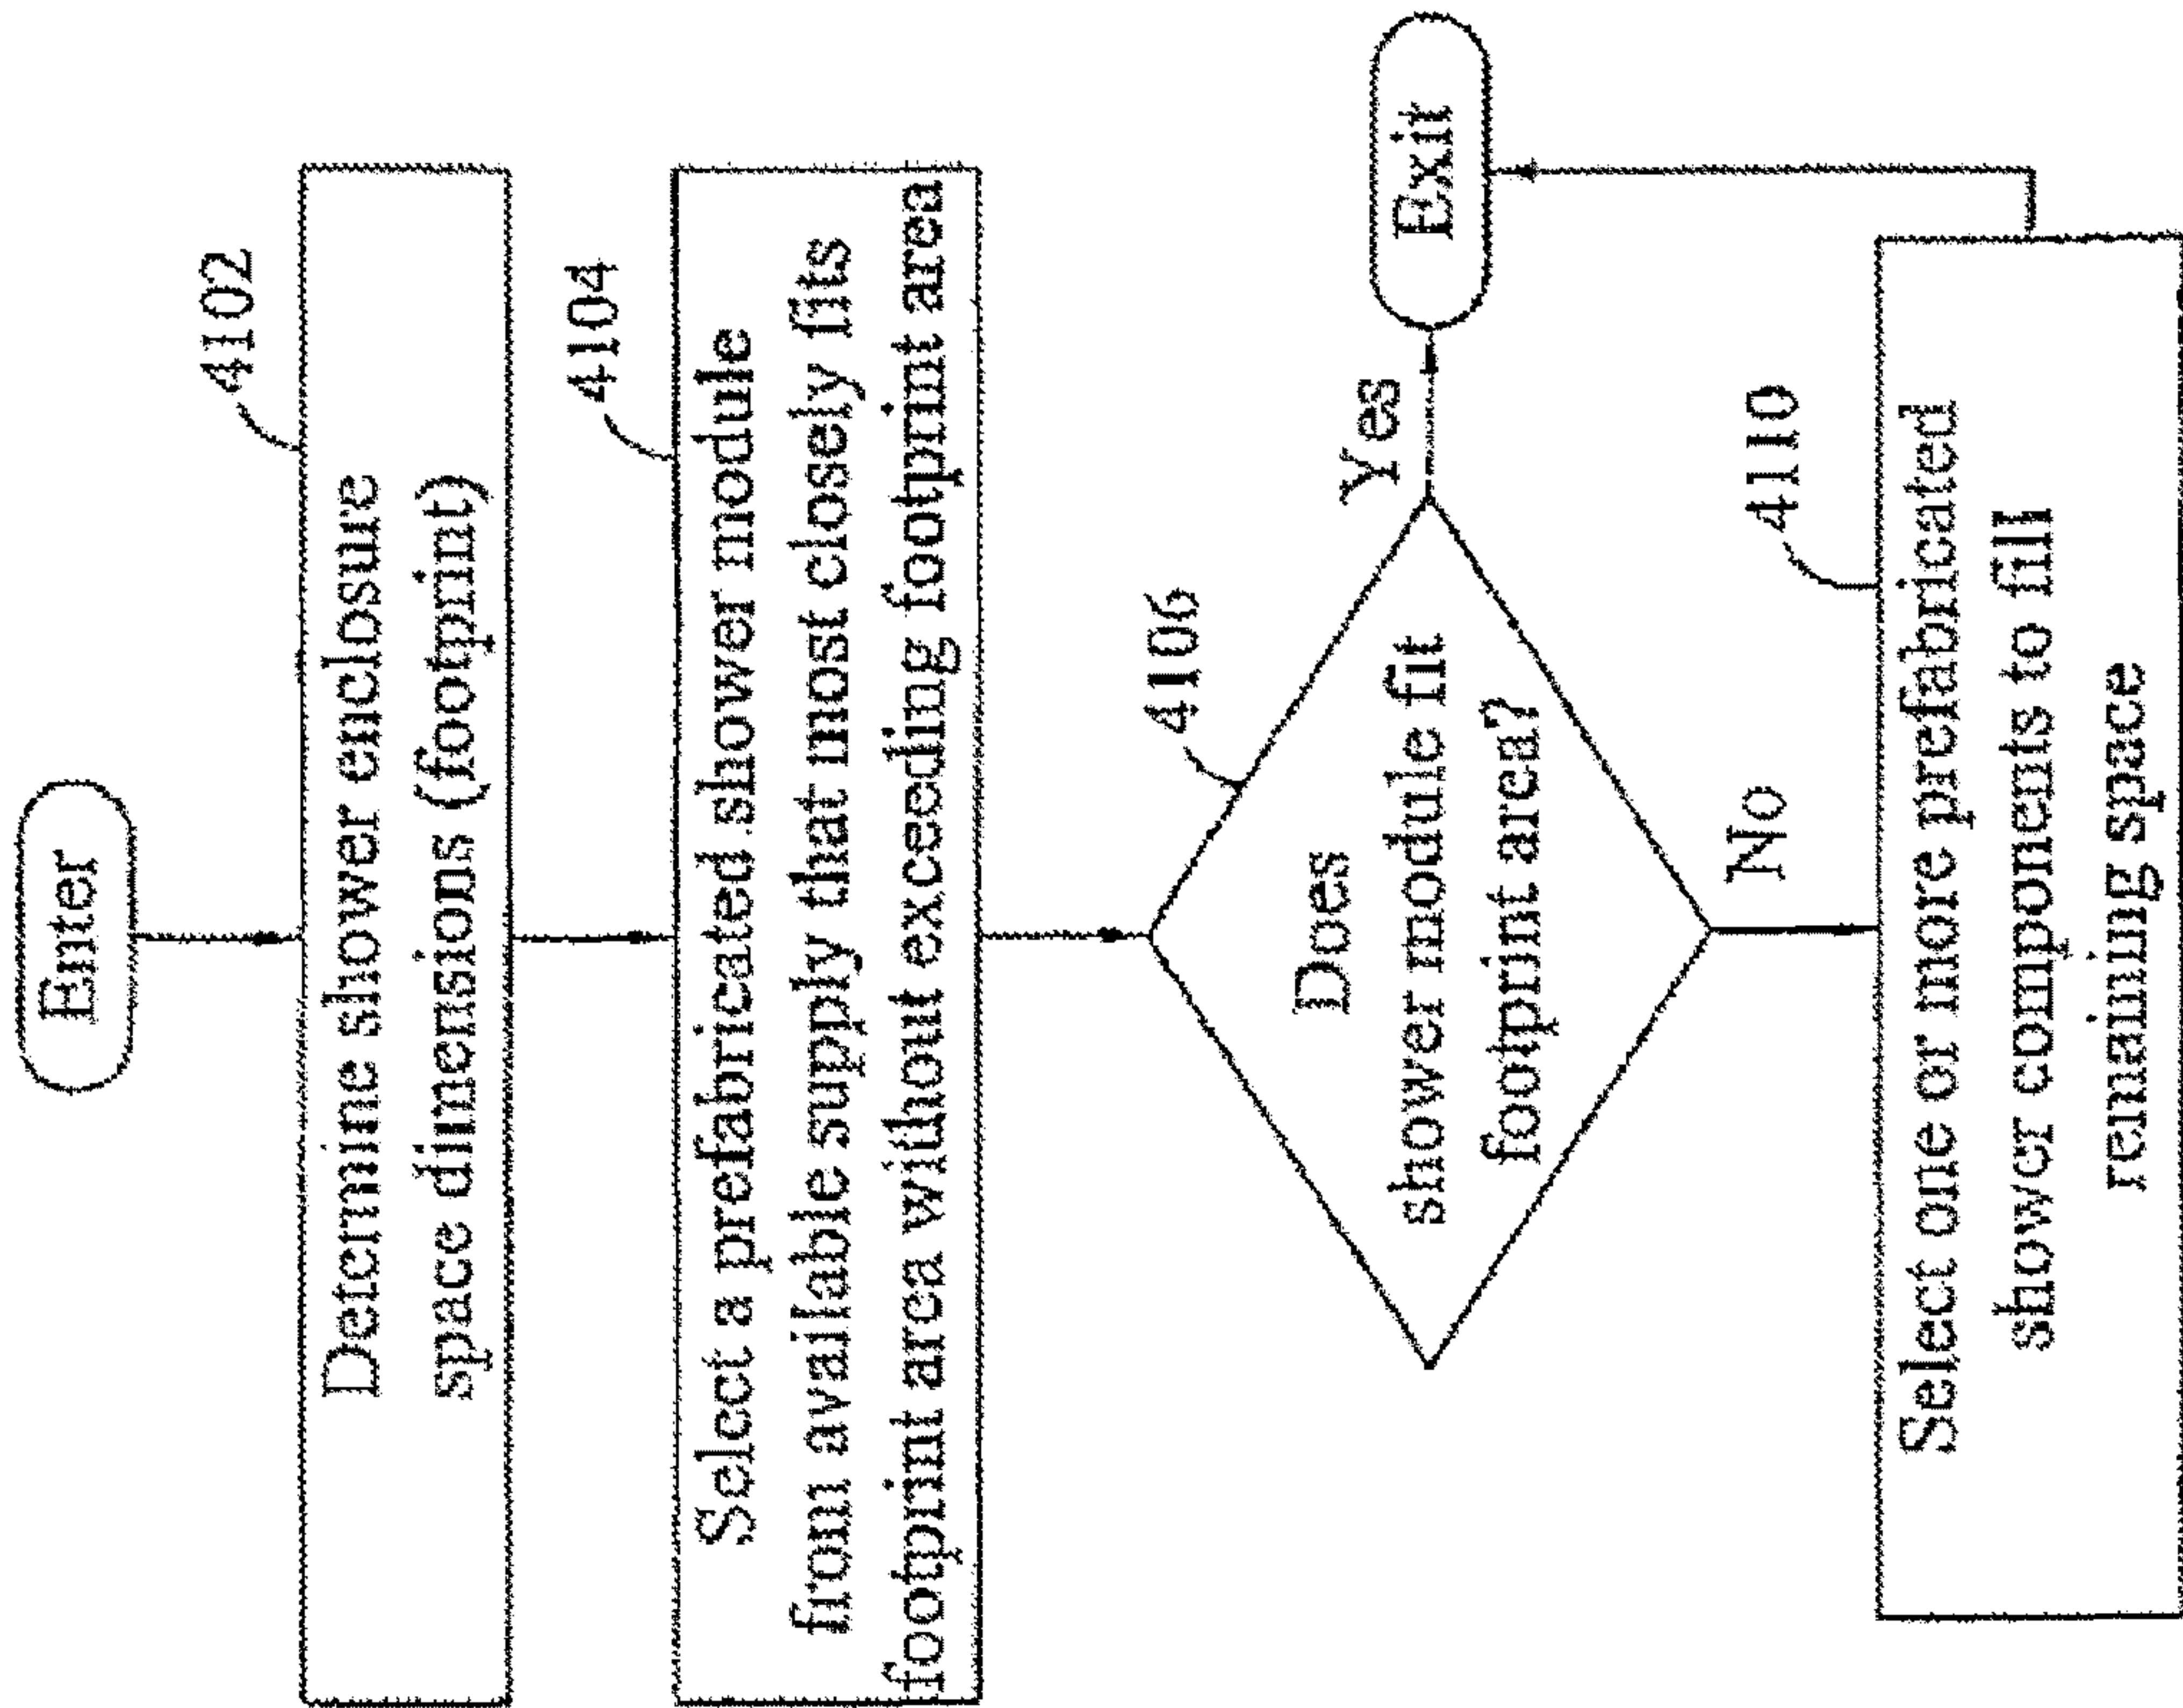 Enter
4102
Determine shower enclosure
space dimensions (footprint)
4104
Select a prefabricated shower module
from available supply that most closely fits
footprint area without exceeding footprint area
4106
Does
shower module fit
footprint area?
Yes
Exit
No
4110
Select one or more prefabricated
shower components to fill
remaining space